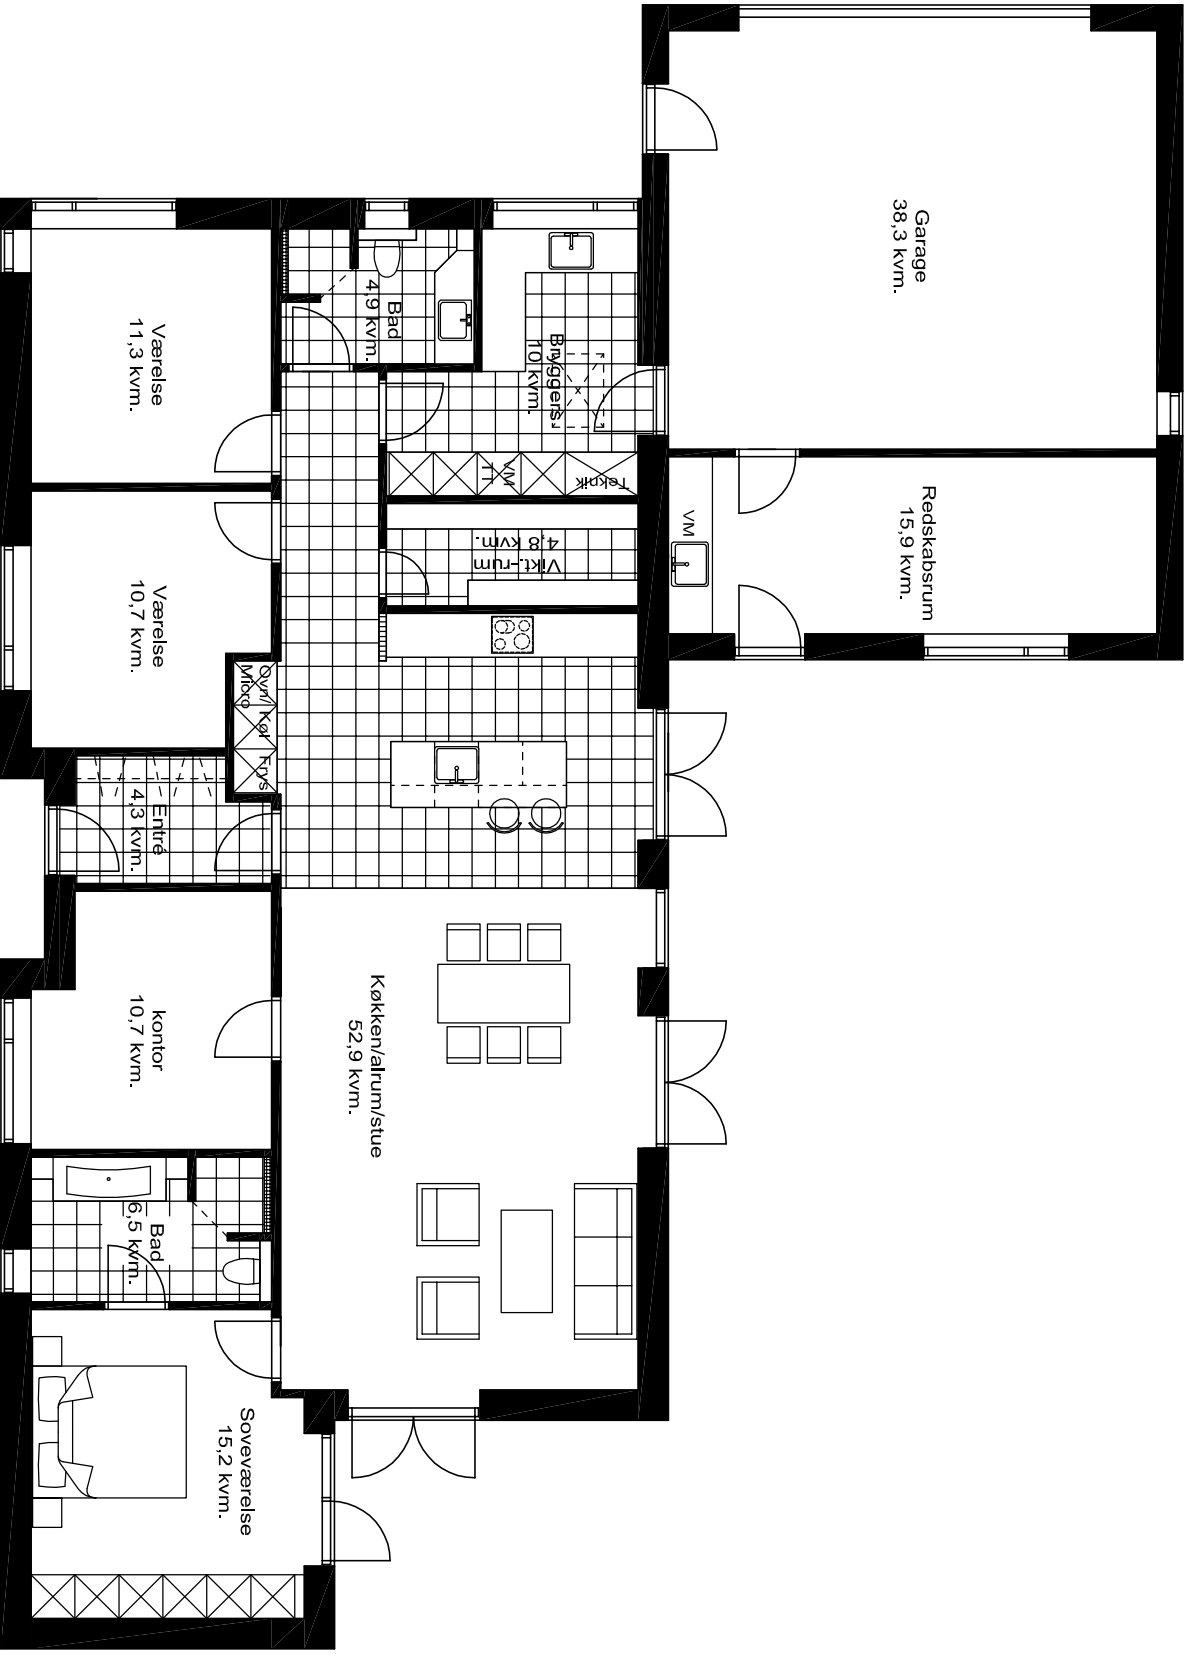 Garage
38,3 kvm.
Redskabsrum
15,9 kvm.
VM
Bryggers
10 kvm.
Teknik
VM
TT
Vikt.-rum
4,8 kvm.
Bad
4,9 kvm.
Værelse
11,3 kvm.
Værelse
10,7 kvm.
Ovn/
Micro
Køl
Frys
Entré
4,3 kvm.
Køkken/alrum/stue
52,9 kvm.
kontor
10,7 kvm.
Bad
6,5 kvm.
Soveværelse
15,2 kvm.